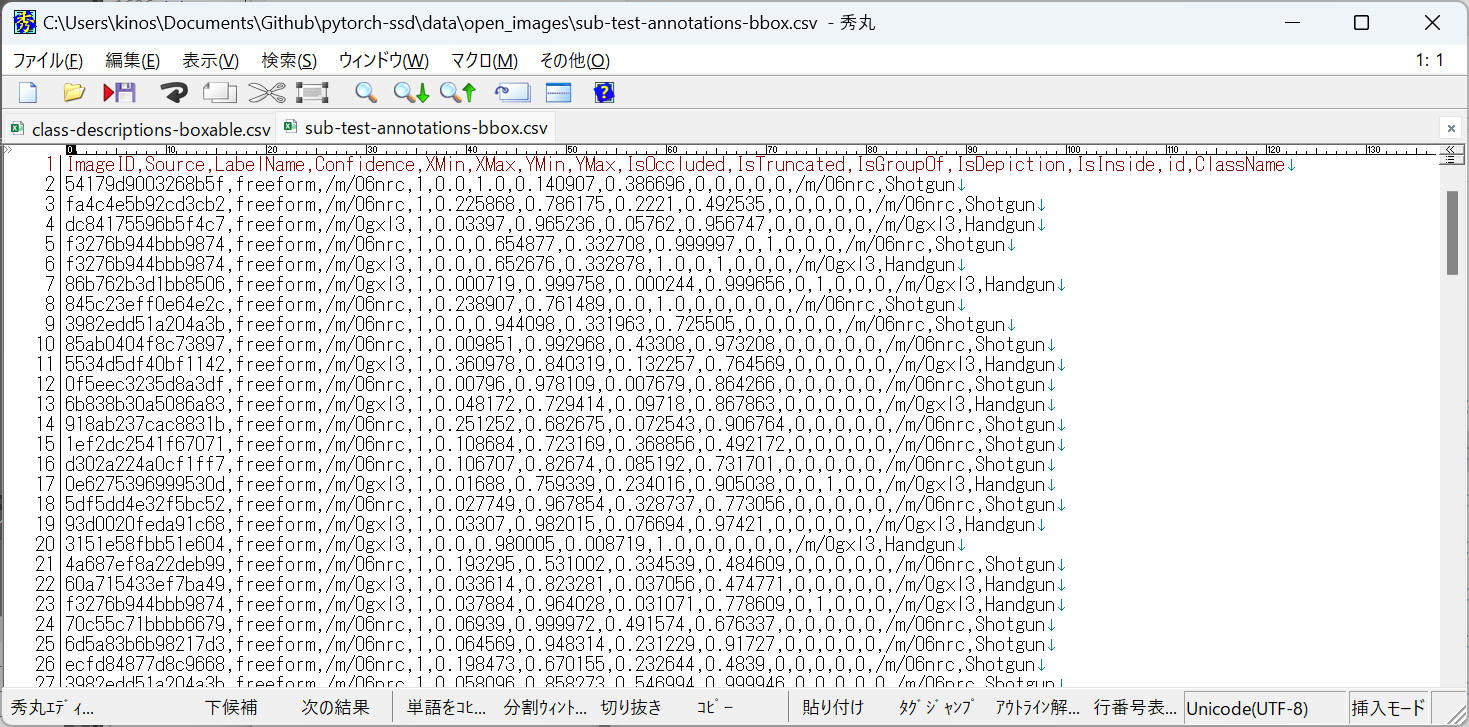 C:\Users\kinos\Documents\Github\pytorch-ssd\data\open_images\sub-test-annotations-bbox.csv - 秀丸
ファイル(F) 編集(E) 表示(V) 検索(S) ウィンドウ(W) マクロ(M) その他(O) 1: 1
class-descriptions-boxable.csv sub-test-annotations-bbox.csv
0 10 20 30 40 50 60 70 80 90 100 110 120 130
1 ImageID,Source,LabelName,Confidence,XMin,XMax,YMin,YMax,IsOccluded,IsTruncated,IsGroupOf,IsDepiction,IsInside,id,ClassName↓
2 54179d9003268b5f,freeform,/m/06nrc,1,0.0,1.0,0.140907,0.386696,0,0,0,0,0,/m/06nrc,Shotgun↓
3 fa4c4e5b92cd3cb2,freeform,/m/06nrc,1,0.225868,0.786175,0.2221,0.492535,0,0,0,0,0,/m/06nrc,Shotgun↓
4 dc84175596b5f4c7,freeform,/m/0gxl3,1,0.03397,0.965236,0.05762,0.956747,0,0,0,0,0,/m/0gxl3,Handgun↓
5 f3276b944bbb9874,freeform,/m/06nrc,1,0.0,0.654877,0.332708,0.999997,0,1,0,0,0,/m/06nrc,Shotgun↓
6 f3276b944bbb9874,freeform,/m/0gxl3,1,0.0,0.652676,0.332878,1.0,0,1,0,0,0,/m/0gxl3,Handgun↓
7 86b762b3d1bb8506,freeform,/m/0gxl3,1,0.000719,0.999758,0.000244,0.999656,0,1,0,0,0,/m/0gxl3,Handgun↓
8 845c23eff0e64e2c,freeform,/m/06nrc,1,0.238907,0.761489,0.0,1.0,0,0,0,0,0,/m/06nrc,Shotgun↓
9 3982edd51a204a3b,freeform,/m/06nrc,1,0.0,0.944098,0.331963,0.725505,0,0,0,0,0,/m/06nrc,Shotgun↓
10 85ab0404f8c73897,freeform,/m/06nrc,1,0.009851,0.992968,0.43308,0.973208,0,0,0,0,0,/m/06nrc,Shotgun↓
11 5534d5df40bf1142,freeform,/m/0gxl3,1,0.360978,0.840319,0.132257,0.764569,0,0,0,0,0,/m/0gxl3,Handgun↓
12 0f5eec3235d8a3df,freeform,/m/06nrc,1,0.00796,0.978109,0.007679,0.864266,0,0,0,0,0,/m/06nrc,Shotgun↓
13 6b838b30a5086a83,freeform,/m/0gxl3,1,0.048172,0.729414,0.09718,0.867863,0,0,0,0,0,/m/0gxl3,Handgun↓
14 918ab237cac8831b,freeform,/m/06nrc,1,0.251252,0.682675,0.072543,0.906764,0,0,0,0,0,/m/06nrc,Shotgun↓
15 1ef2dc2541f67071,freeform,/m/06nrc,1,0.108684,0.723169,0.368856,0.492172,0,0,0,0,0,/m/06nrc,Shotgun↓
16 d302a224a0cf1ff7,freeform,/m/06nrc,1,0.106707,0.82674,0.085192,0.731701,0,0,0,0,0,/m/06nrc,Shotgun↓
17 0e6275396999530d,freeform,/m/0gxl3,1,0.01688,0.759339,0.234016,0.905038,0,0,1,0,0,/m/0gxl3,Handgun↓
18 5df5dd4e32f5bc52,freeform,/m/06nrc,1,0.027749,0.967854,0.328737,0.773056,0,0,0,0,0,/m/06nrc,Shotgun↓
19 93d0020feda91c68,freeform,/m/0gxl3,1,0.03307,0.982015,0.076694,0.97421,0,0,0,0,0,/m/0gxl3,Handgun↓
20 3151e58fbb51e604,freeform,/m/0gxl3,1,0.0,0.980005,0.008719,1.0,0,0,0,0,0,/m/0gxl3,Handgun↓
21 4a687ef8a22deb99,freeform,/m/06nrc,1,0.193295,0.531002,0.334539,0.484609,0,0,0,0,0,/m/06nrc,Shotgun↓
22 60a715433ef7ba49,freeform,/m/0gxl3,1,0.033614,0.823281,0.037056,0.474771,0,0,0,0,0,/m/0gxl3,Handgun↓
23 f3276b944bbb9874,freeform,/m/0gxl3,1,0.037884,0.964028,0.031071,0.778609,0,1,0,0,0,/m/0gxl3,Handgun↓
24 70c55c71bbbb6679,freeform,/m/06nrc,1,0.06939,0.999972,0.491574,0.676337,0,0,0,0,0,/m/06nrc,Shotgun↓
25 6d5a83b6b98217d3,freeform,/m/06nrc,1,0.064569,0.948314,0.231229,0.91727,0,0,0,0,0,/m/06nrc,Shotgun↓
26 ecfd84877d8c9668,freeform,/m/06nrc,1,0.198473,0.670155,0.232644,0.4839,0,0,0,0,0,/m/06nrc,Shotgun↓
27 3982edd51a204a3b,freeform,/m/06nrc,1,0.058096,0.858273,0.546994,0.999946,0,0,0,0,0,/m/06nrc,Shotgun↓
秀丸ｴﾃﾞｨ... 下候補 次の結果 単語をｺﾋ... 分割ｳｨﾝﾄ... 切り抜き ｺﾋﾟｰ 貼り付け ﾀｸﾞｼﾞｬﾝﾌﾟ ｱｳﾄﾗｲﾝ解... 行番号表... Unicode(UTF-8) 挿入モード